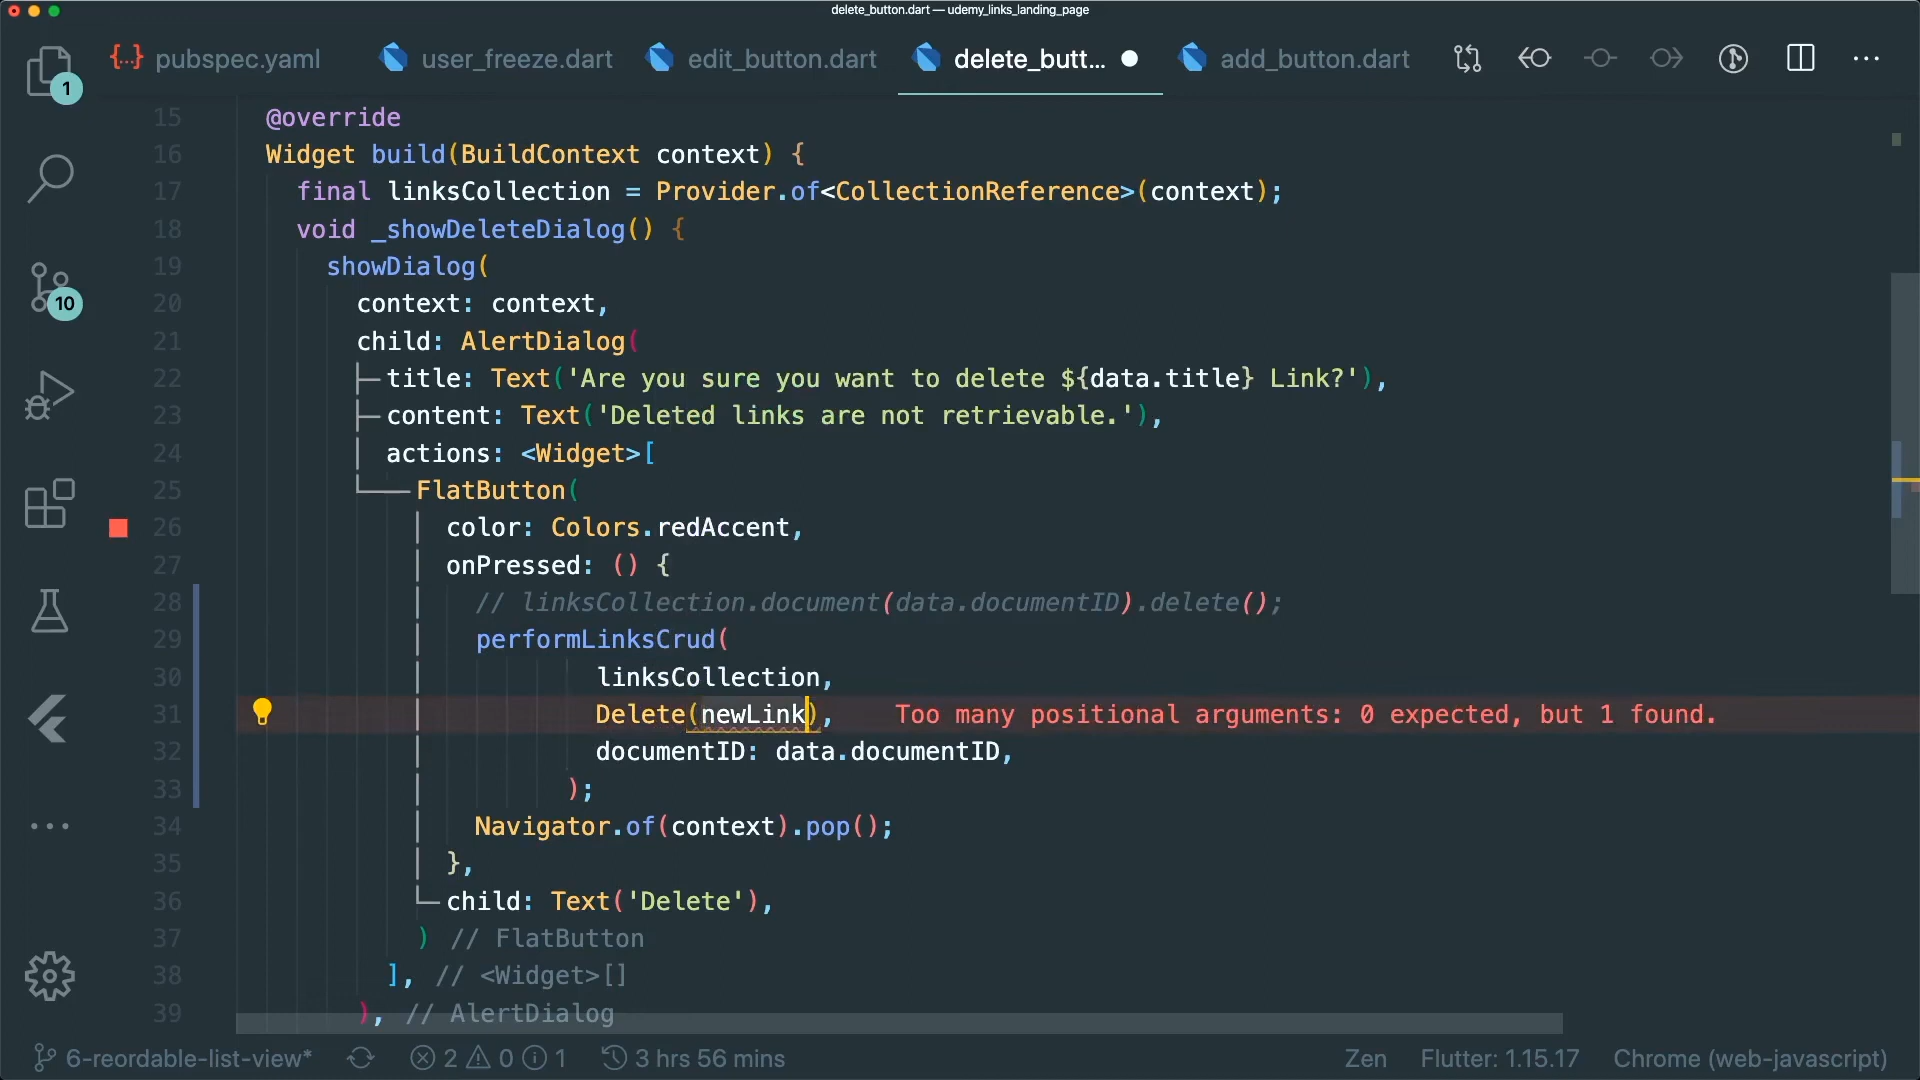 delete_button.dart — udemy_links_landing_page
{...} pubspec.yaml user_freeze.dart edit_button.dart delete_butt... add_button.dart ...
1
10
15 @override
16 Widget build(BuildContext context) {
17 final linksCollection = Provider.of<CollectionReference>(context);
18 void _showDeleteDialog() {
19 showDialog(
20 context: context,
21 child: AlertDialog(
22 title: Text('Are you sure you want to delete ${data.title} Link?'),
23 content: Text('Deleted links are not retrievable.'),
24 actions: <Widget>[
25 FlatButton(
26 color: Colors.redAccent,
27 onPressed: () {
28 // linksCollection.document(data.documentID).delete();
29 performLinksCrud(
30 linksCollection,
31 Delete(newLink), Too many positional arguments: 0 expected, but 1 found.
32 documentID: data.documentID,
33 );
34 Navigator.of(context).pop();
35 },
36 child: Text('Delete'),
37 ) // FlatButton
38 ], // <Widget>[]
39 ), // AlertDialog
6-reordable-list-view* 2 0 1 3 hrs 56 mins Zen Flutter: 1.15.17 Chrome (web-javascript)